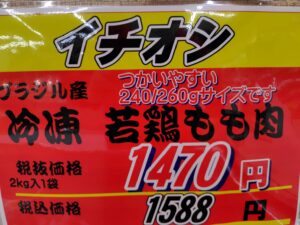 イチオシ
ブラジル産
つかいやすい
240/260gサイズです
冷凍 若鶏もも肉
税抜価格
2kg入1袋
1470円
税込価格
1588円